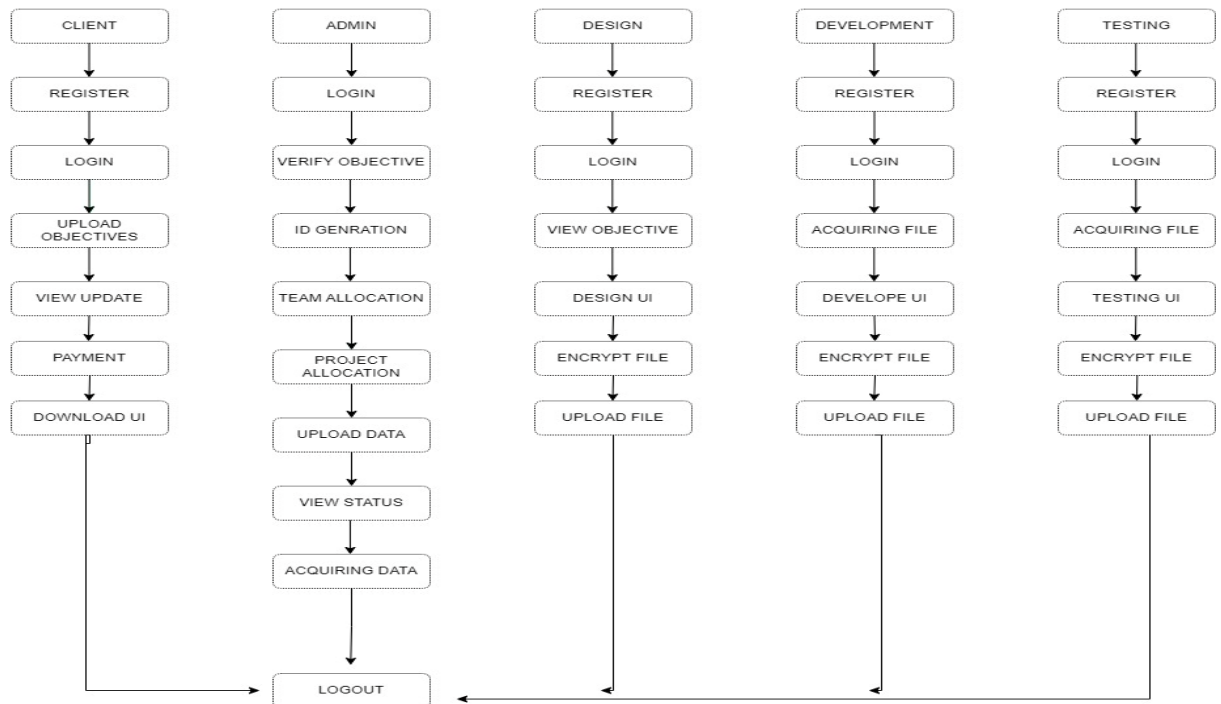 CLIENT
REGISTER
LOGIN
UPLOAD
OBJECTIVES
VIEW UPDATE
PAYMENT
DOWNLOAD UI
ADMIN
LOGIN
VERIFY OBJECTIVE
ID GENRATION
TEAM ALLOCATION
PROJECT
ALLOCATION
UPLOAD DATA
VIEW STATUS
ACQUIRING DATA
LOGOUT
DESIGN
REGISTER
LOGIN
VIEW OBJECTIVE
DESIGN UI
ENCRYPT FILE
UPLOAD FILE
DEVELOPMENT
REGISTER
LOGIN
ACQUIRING FILE
DEVELOPE UI
ENCRYPT FILE
UPLOAD FILE
TESTING
REGISTER
LOGIN
ACQUIRING FILE
TESTING UI
ENCRYPT FILE
UPLOAD FILE